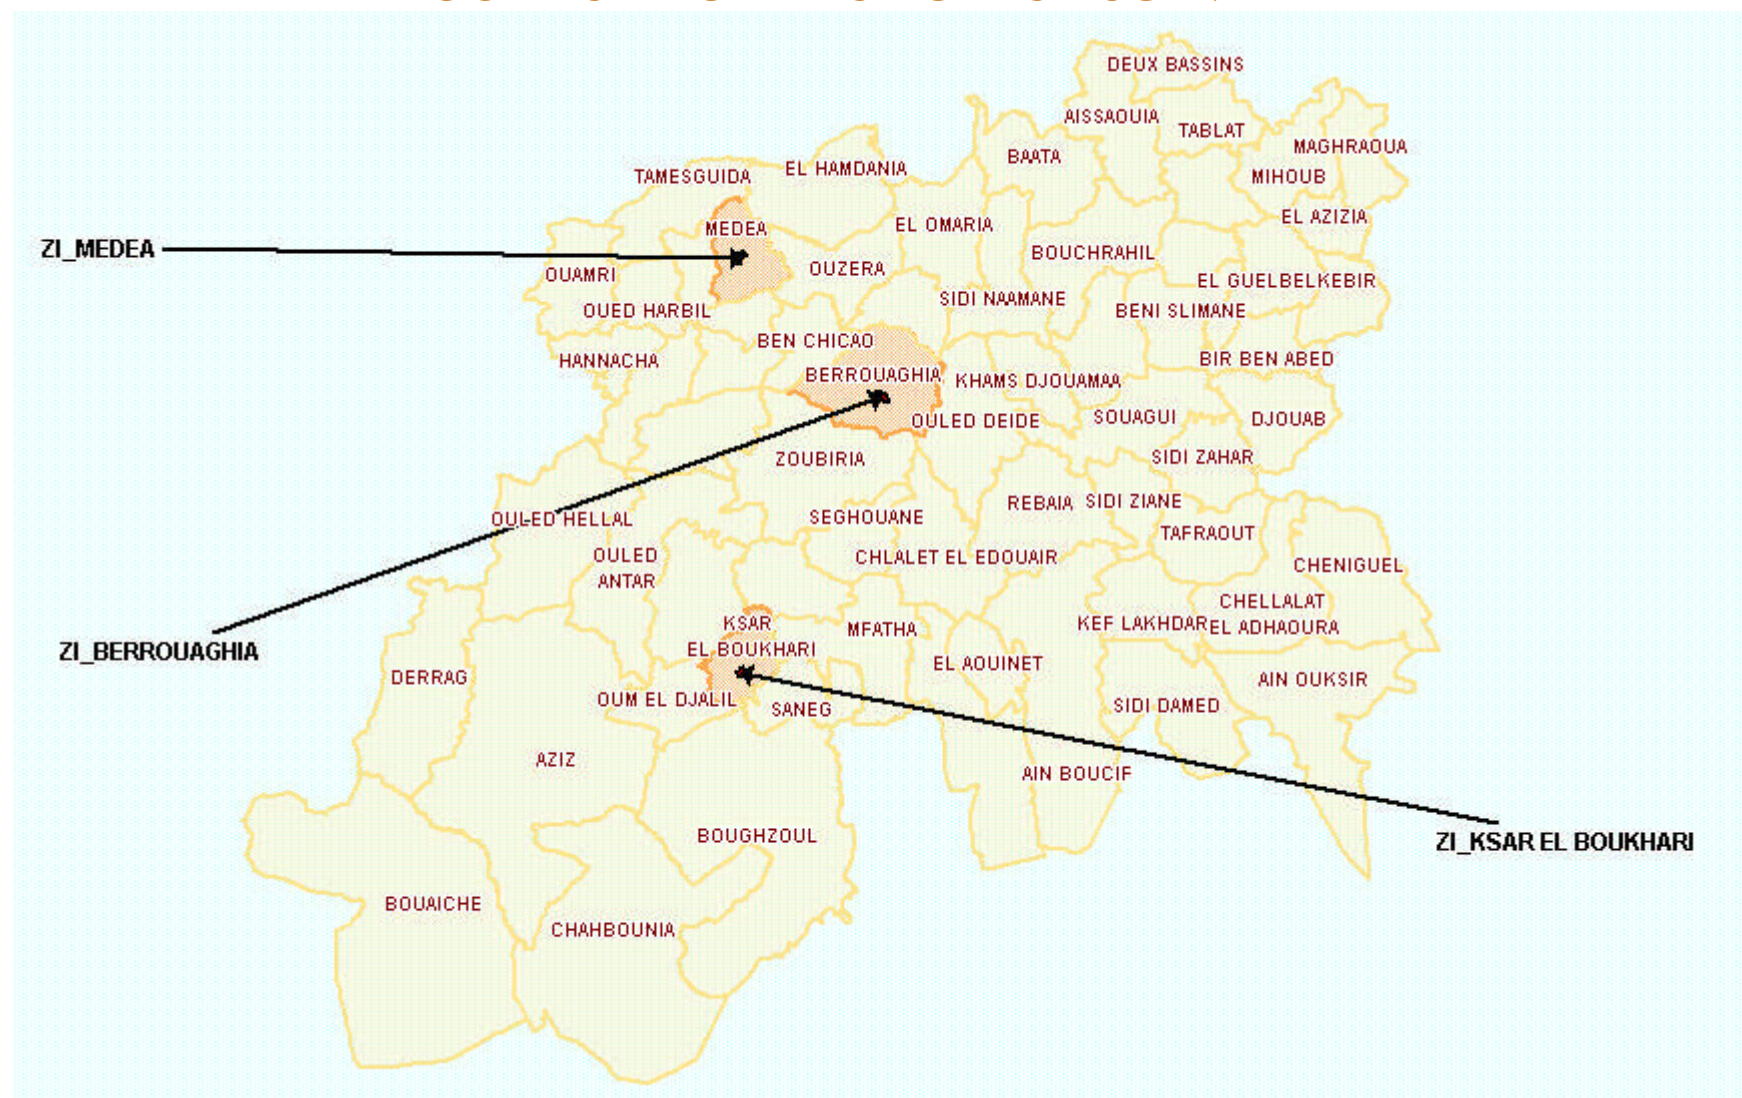 DEUX BASSINS
AISSAOUIA
TABLAT
MAGHRAOUA
BAATA
EL HAMDANIA
TAMESGUIDA
MIHOUB
EL AZIZIA
MEDEA
EL OMARIA
ZI_MEDEA
BOUCHRAHIL
OUAMRI
OUZERA
EL GUELBELKEBIR
SIDI NAAMANE
OUED HARBIL
BENI SLIMANE
BEN CHICAO
HANNACHA
BIR BEN ABED
BERROUAGHIA
KHAMS DJOUAMAA
OULED DEIDE
SOUAGUI
DJOUAB
ZOUBIRIA
SIDI ZAHAR
REBAIA
SIDI ZIANE
OULED HELLAL
SEGHOUANE
TAFRAOUT
OULED
ANTAR
CHLALET EL EDOUAIR
CHENIGUEL
CHELLALAT
EL ADHAOURA
KEF LAKHDAR
KSAR
EL BOUKHARI
MFATHA
ZI_BERROUAGHIA
EL AOUINET
DERRAG
AIN OUKSIR
OUM EL DJALIL
SANEG
SIDI DAMED
AZIZ
AIN BOUCIF
BOUGHZOUL
ZI_KSAR EL BOUKHARI
BOUAICHE
CHAHBOUNIA